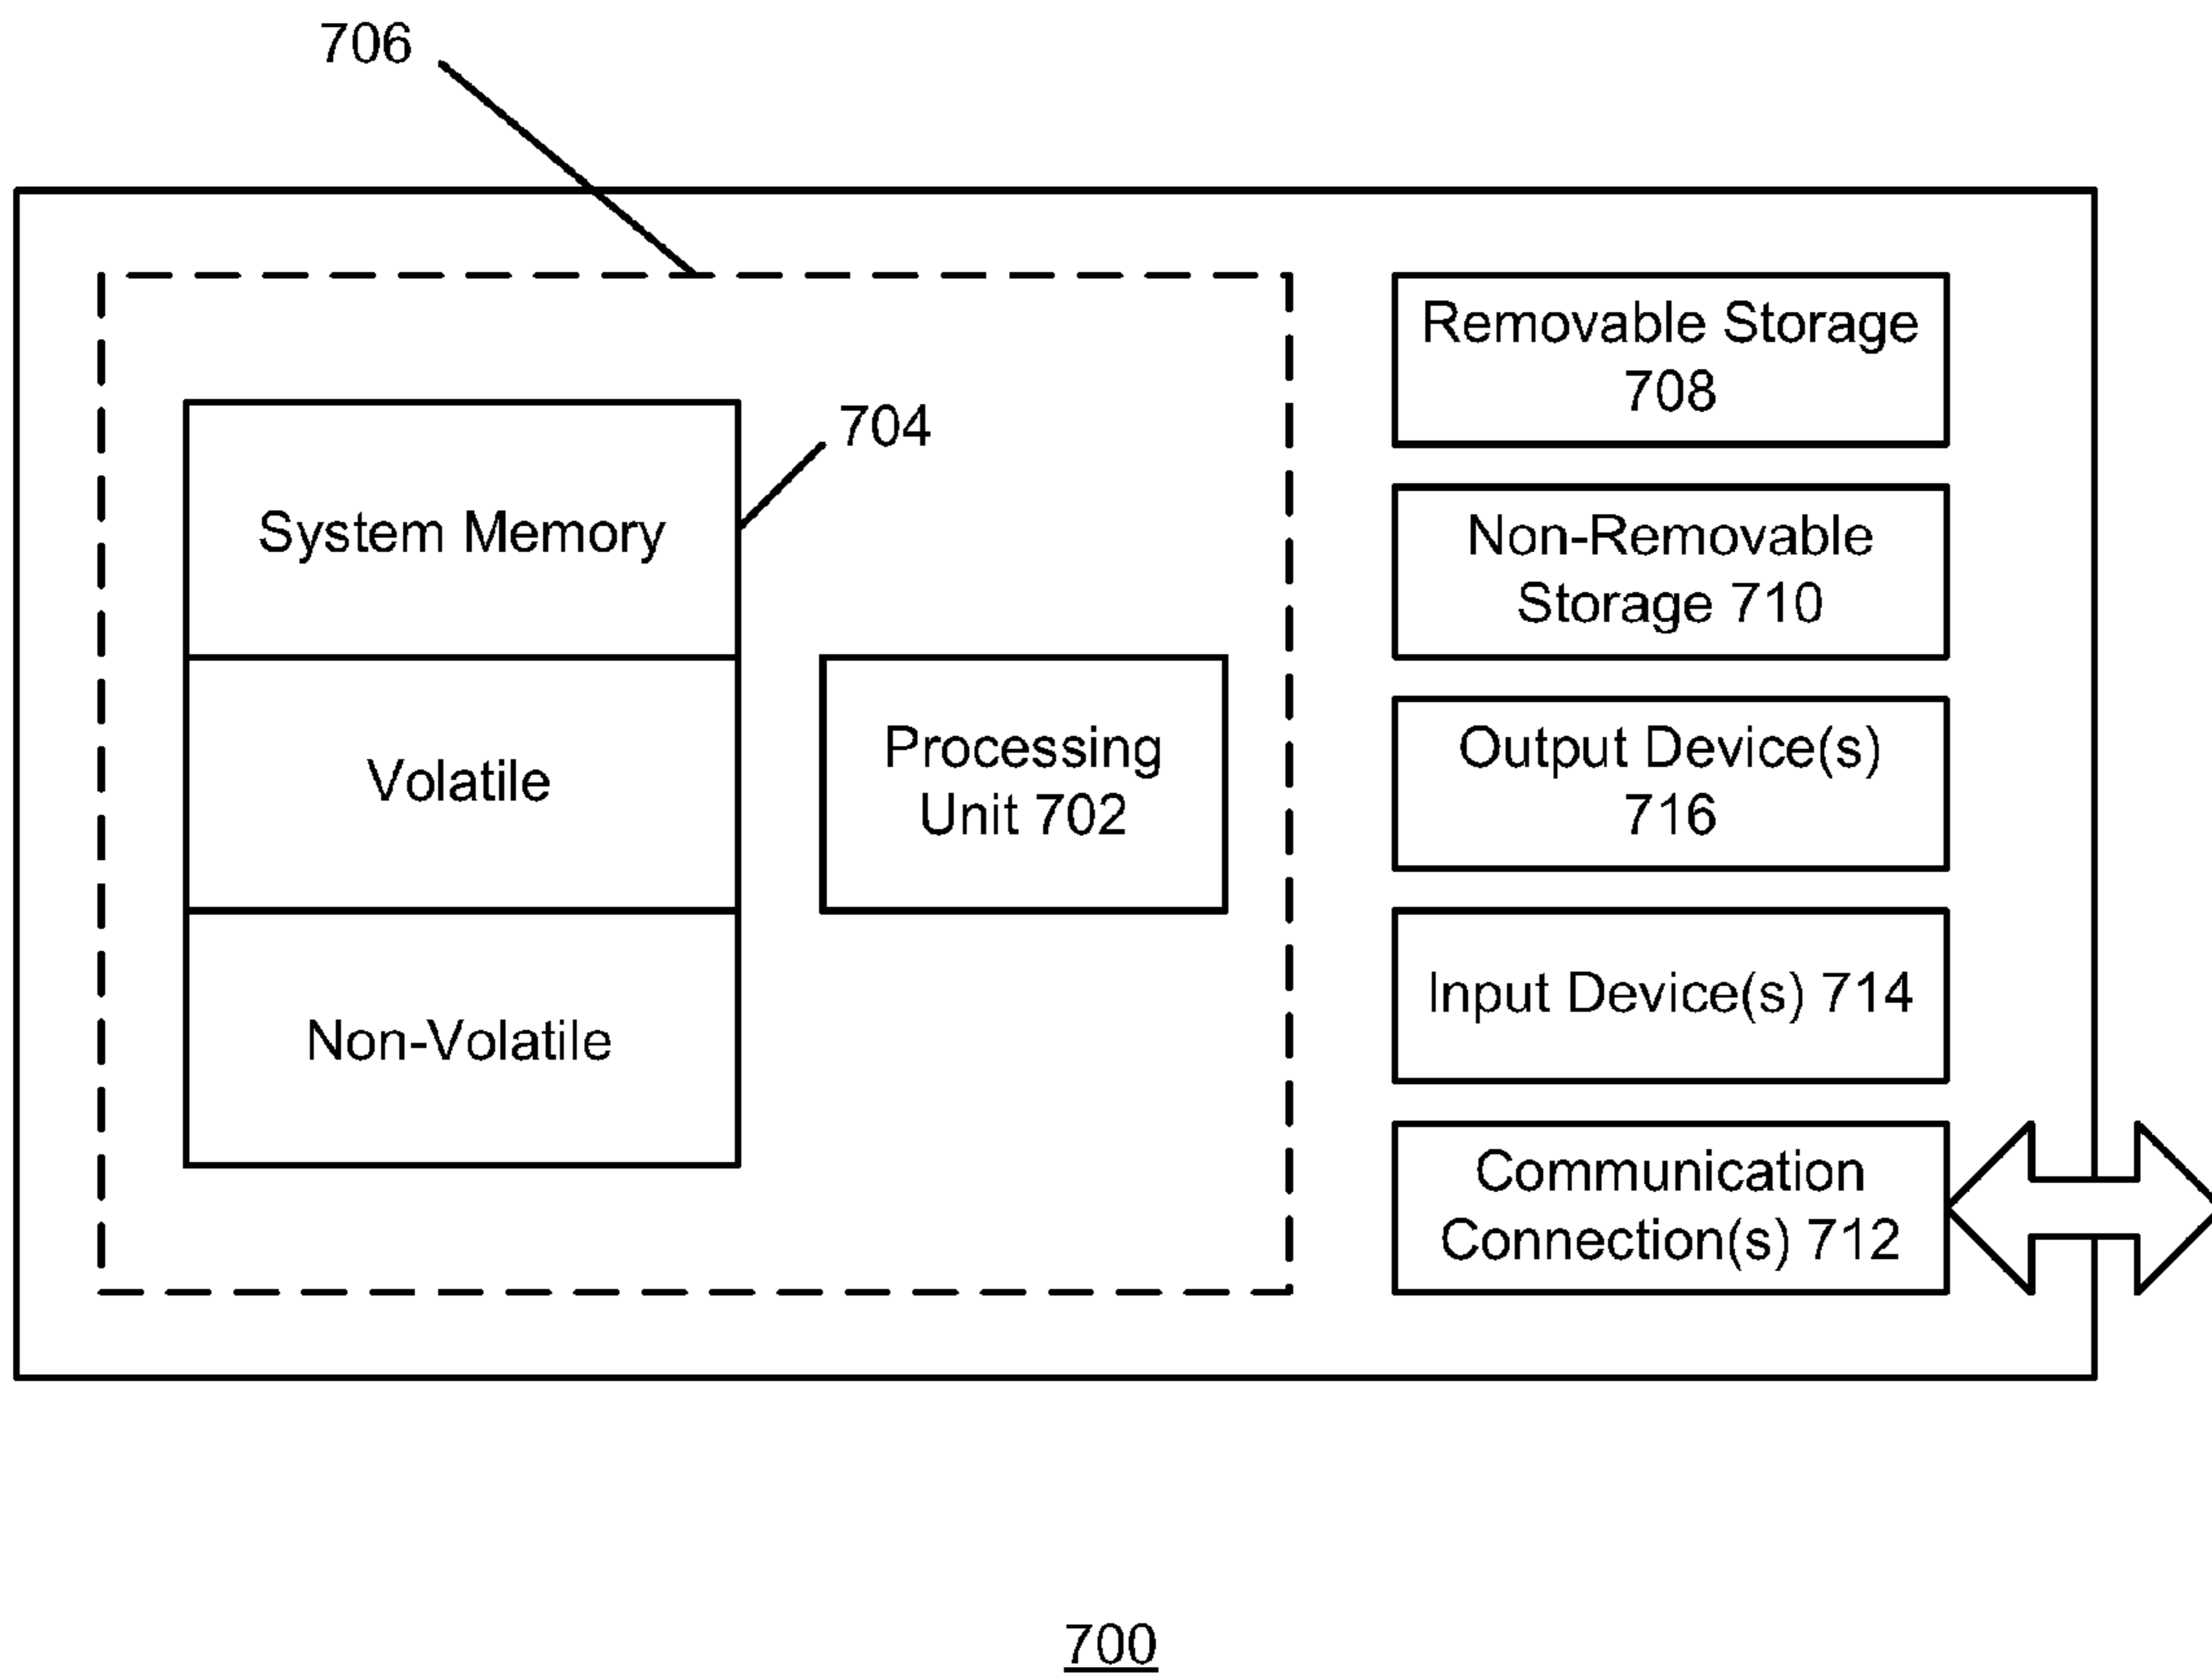 706
704
System Memory
Volatile
Non-Volatile
Processing
Unit 702
Removable Storage
708
Non-Removable
Storage 710
Output Device(s)
716
Input Device(s) 714
Communication
Connection(s) 712
700